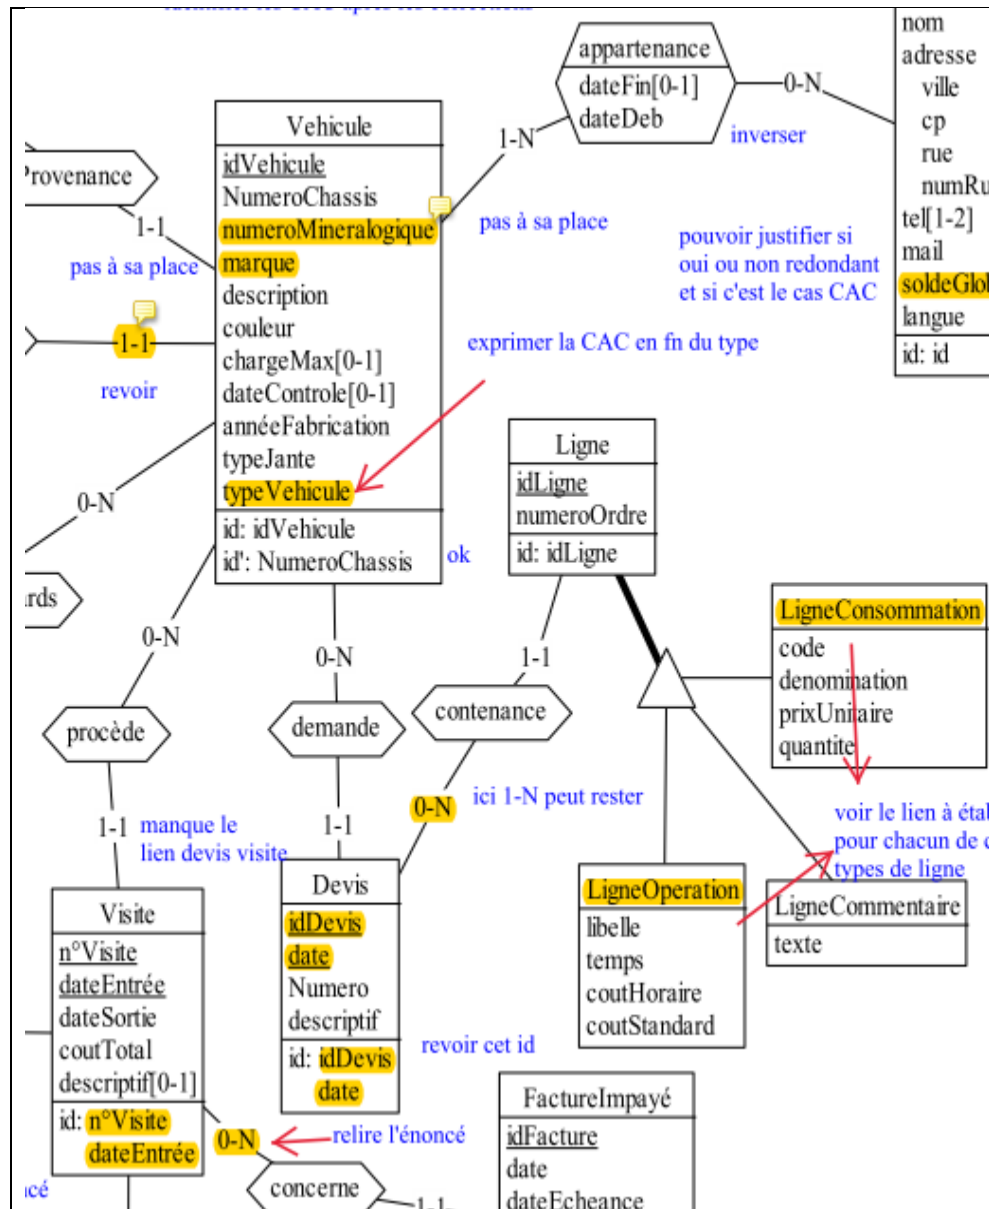 nom
adresse
ville
cp
rue
tel[1-2]
mail
langue
id: id
appartenance
dateFin[0-1]
dateDeb
0-N
inverser
1-N
Vehicule
idVehicule
NumeroChassis
numeroMineralogique
marque
description
couleur
chargeMax[0-1]
dateControle[0-1]
annéeFabrication
typeJante
typeVehicule
id: idVehicule
id': NumeroChassis
ok
Provenance
1-1
pas à sa place
pas à sa place
pouvoir justifier si
oui ou non redondant
et si c'est le cas CAC
1-1
revoir
exprimer la CAC en fn du type
0-N
Ligne
idLigne
numeroOrdre
id: idLigne
0-N
procède
1-1
0-N
demande
1-1
1-1
contenance
0-N
ici 1-N peut rester
manque le
lien devis visite
LigneConsommation
code
denomination
prixUnitaire
quantite
voir le lien à
pour chacun de
types de ligne
LigneOperation
libelle
temps
coutHoraire
coutStandard
LigneCommentaire
texte
Visite
n°Visite
dateEntrée
dateSortie
coutTotal
descriptif[0-1]
id: n°Visite
dateEntrée
Devis
idDevis
date
Numero
descriptif
id: idDevis
date
revoir cet id
0-N
relire l'énoncé
concerne
1-1
FactureImpayé
idFacture
date
dateEcheance